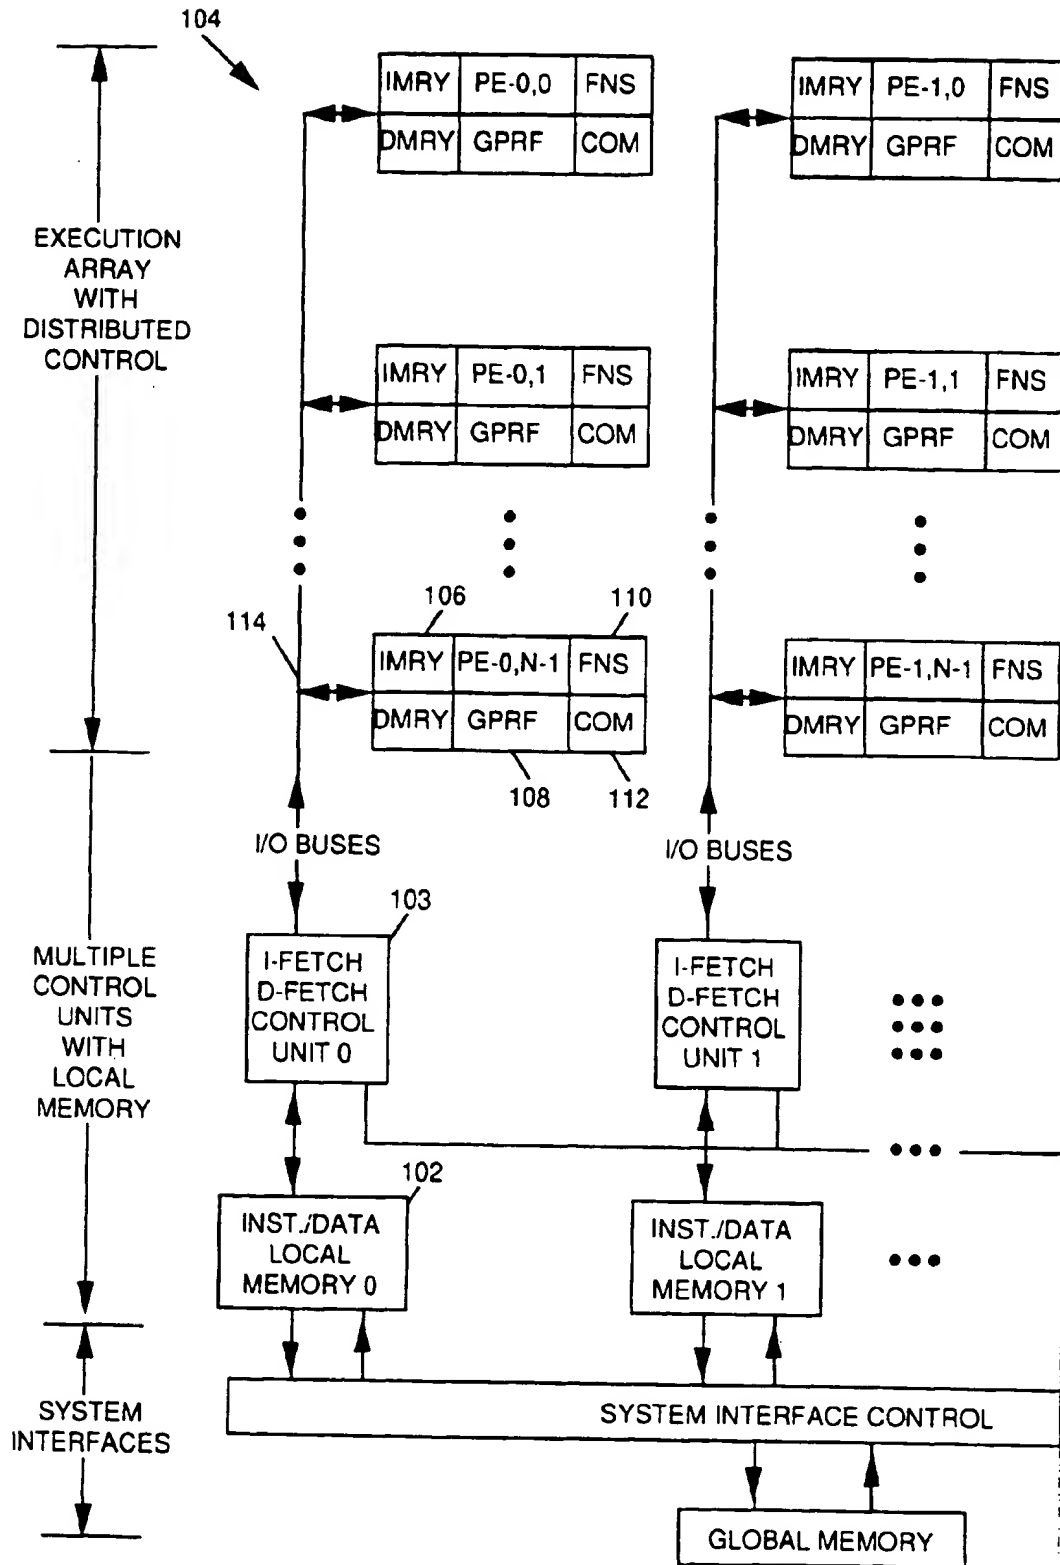 104
IMRY PE-0,0 FNS
DMRY GPRF COM
IMRY PE-1,0 FNS
DMRY GPRF COM
EXECUTION
ARRAY
WITH
DISTRIBUTED
CONTROL
IMRY PE-0,1 FNS
DMRY GPRF COM
IMRY PE-1,1 FNS
DMRY GPRF COM
114
106
110
IMRY PE-0,N-1 FNS
DMRY GPRF COM
108
112
IMRY PE-1,N-1 FNS
DMRY GPRF COM
I/O BUSES
I/O BUSES
MULTIPLE
CONTROL
UNITS
WITH
LOCAL
MEMORY
103
I-FETCH
D-FETCH
CONTROL
UNIT 0
I-FETCH
D-FETCH
CONTROL
UNIT 1
102
INST./DATA
LOCAL
MEMORY 0
INST./DATA
LOCAL
MEMORY 1
SYSTEM
INTERFACES
SYSTEM INTERFACE CONTROL
GLOBAL MEMORY